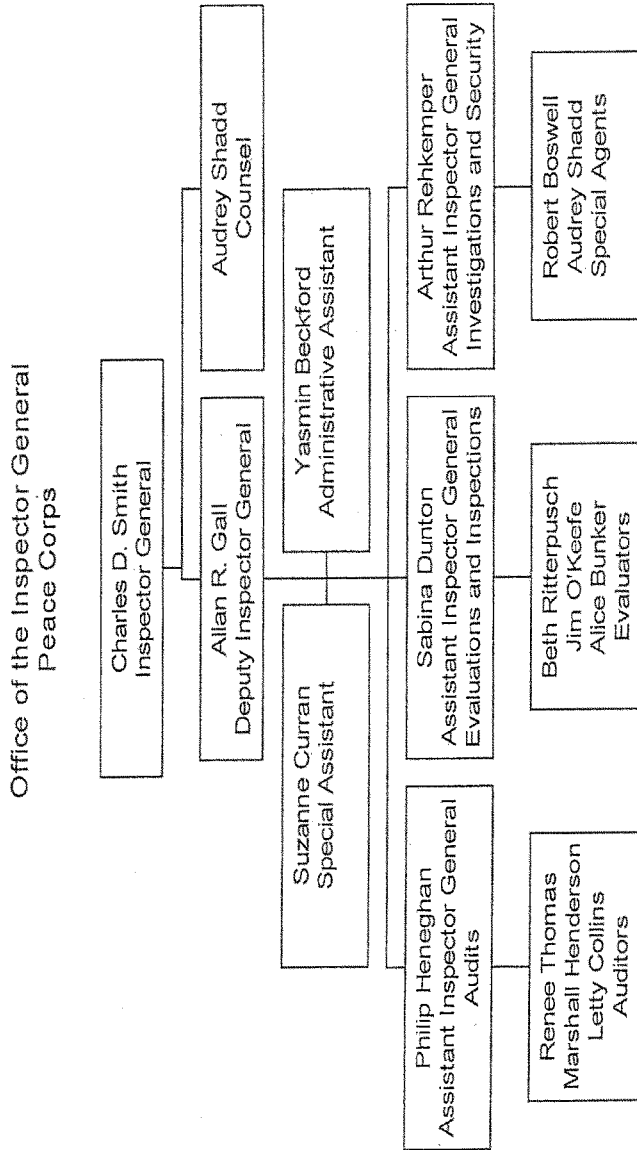 Office of the Inspector General
Peace Corps
Charles D. Smith
Inspector General
Allan R. Gall
Deputy Inspector General
Audrey Shadd
Counsel
Suzanne Curran
Special Assistant
Yasmin Beckford
Administrative Assistant
Philip Heneghan
Assistant Inspector General
Audits
Sabina Dunton
Assistant Inspector General
Evaluations and Inspections
Arthur Rehkemper
Assistant Inspector General
Investigations and Security
Renee Thomas
Marshall Henderson
Letty Collins
Auditors
Beth Ritterpusch
Jim O'Keefe
Alice Bunker
Evaluators
Robert Boswell
Audrey Shadd
Special Agents